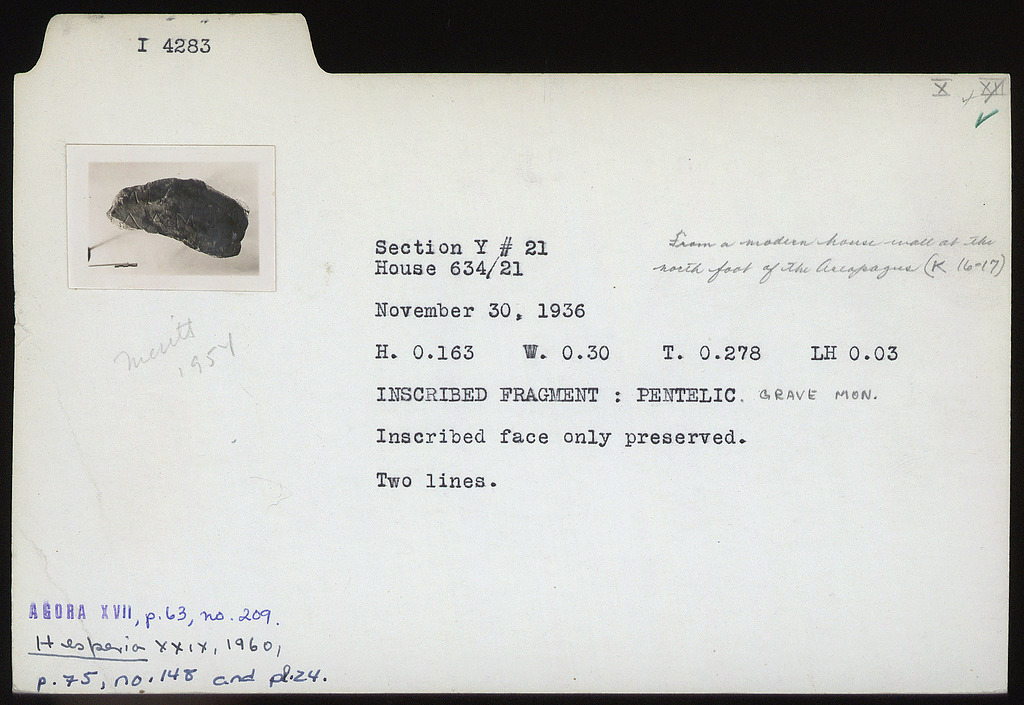 I 4283
X + XII ✓
Section Y # 21
House 634/21
From a modern house wall at the
north foot of the Areopagus (K 16-17)
November 30, 1936
Meritt
1954
H. 0.163 W. 0.30 T. 0.278 LH 0.03
INSCRIBED FRAGMENT : PENTELIC. GRAVE MON.
Inscribed face only preserved.
Two lines.
AGORA XVII, p.63, no.209.
Hesperia XXIX, 1960,
p.75, no.148 and pl.24.